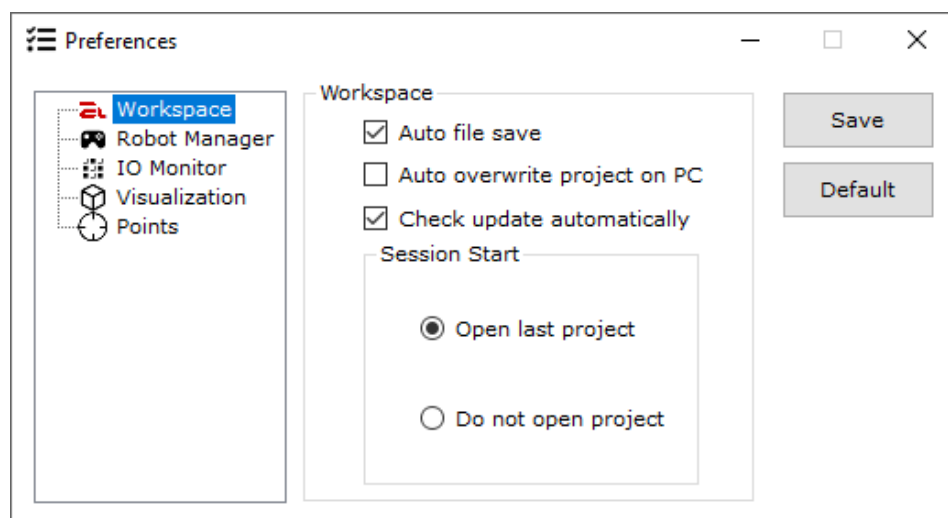 Preferences
Workspace
Robot Manager
IO Monitor
Visualization
Points
Workspace
Auto file save
Auto overwrite project on PC
Check update automatically
Session Start
Open last project
Do not open project
Save
Default